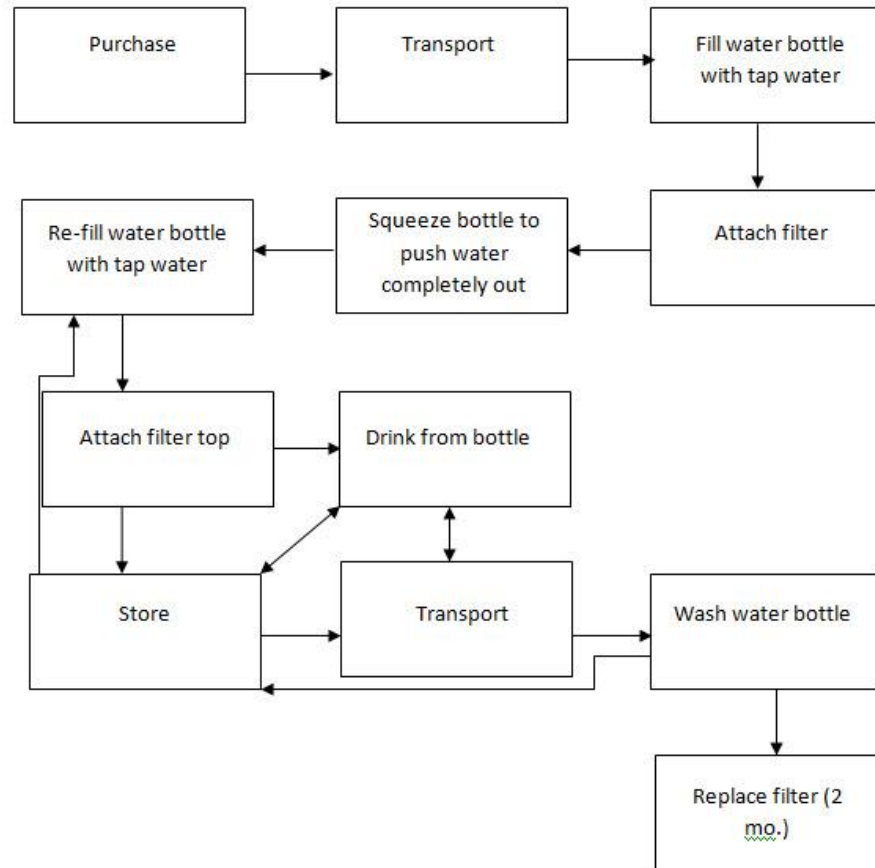 Purchase
Transport
Fill water bottle
with tap water
Re-fill water bottle
with tap water
Squeeze bottle to
push water
completely out
Attach filter
Attach filter top
Drink from bottle
Store
Transport
Wash water bottle
Replace filter (2
mo.)